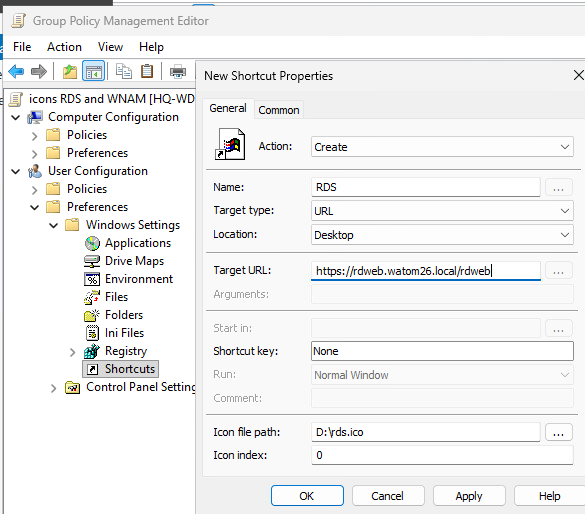 Group Policy Management Editor
File Action View Help
icons RDS and WNAM [HQ-WD
Computer Configuration
Policies
Preferences
User Configuration
Policies
Preferences
Windows Settings
Applications
Drive Maps
Environment
Files
Folders
Ini Files
Registry
Shortcuts
Control Panel Setting
New Shortcut Properties
General Common
Action: Create
Name: RDS ...
Target type: URL
Location: Desktop
Target URL: https://rdweb.watom26.local/rdweb ...
Arguments:
Start in: ...
Shortcut key: None
Run: Normal Window
Comment:
Icon file path: D:\rds.ico ...
Icon index: 0
OK Cancel Apply Help